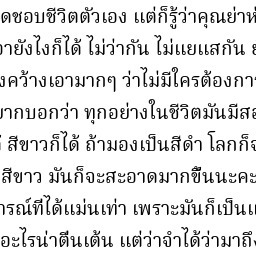 ดชอบชีวิตตัวเอง แต่ก็รู้ว่าคุณย่าห่
อายังไงก็ได้ ไม่ว่ากัน ไม่แยแสกัน
งคว้างเอามากๆ ว่าไม่มีใครต้องกา
ยากบอกว่า ทุกอย่างในชีวิตมันมีส
สีขาวก็ได้ ถ้ามองเป็นสีดำ โลกก็จ
สีขาว มันก็จะสะอาดมากขึ้นนะคะ
ารณ์ที่ได้แม่นเท่า เพราะมันก็เป็นแ
อะไรน่าตื่นเต้น แต่ว่าจำได้ว่ามาถึ